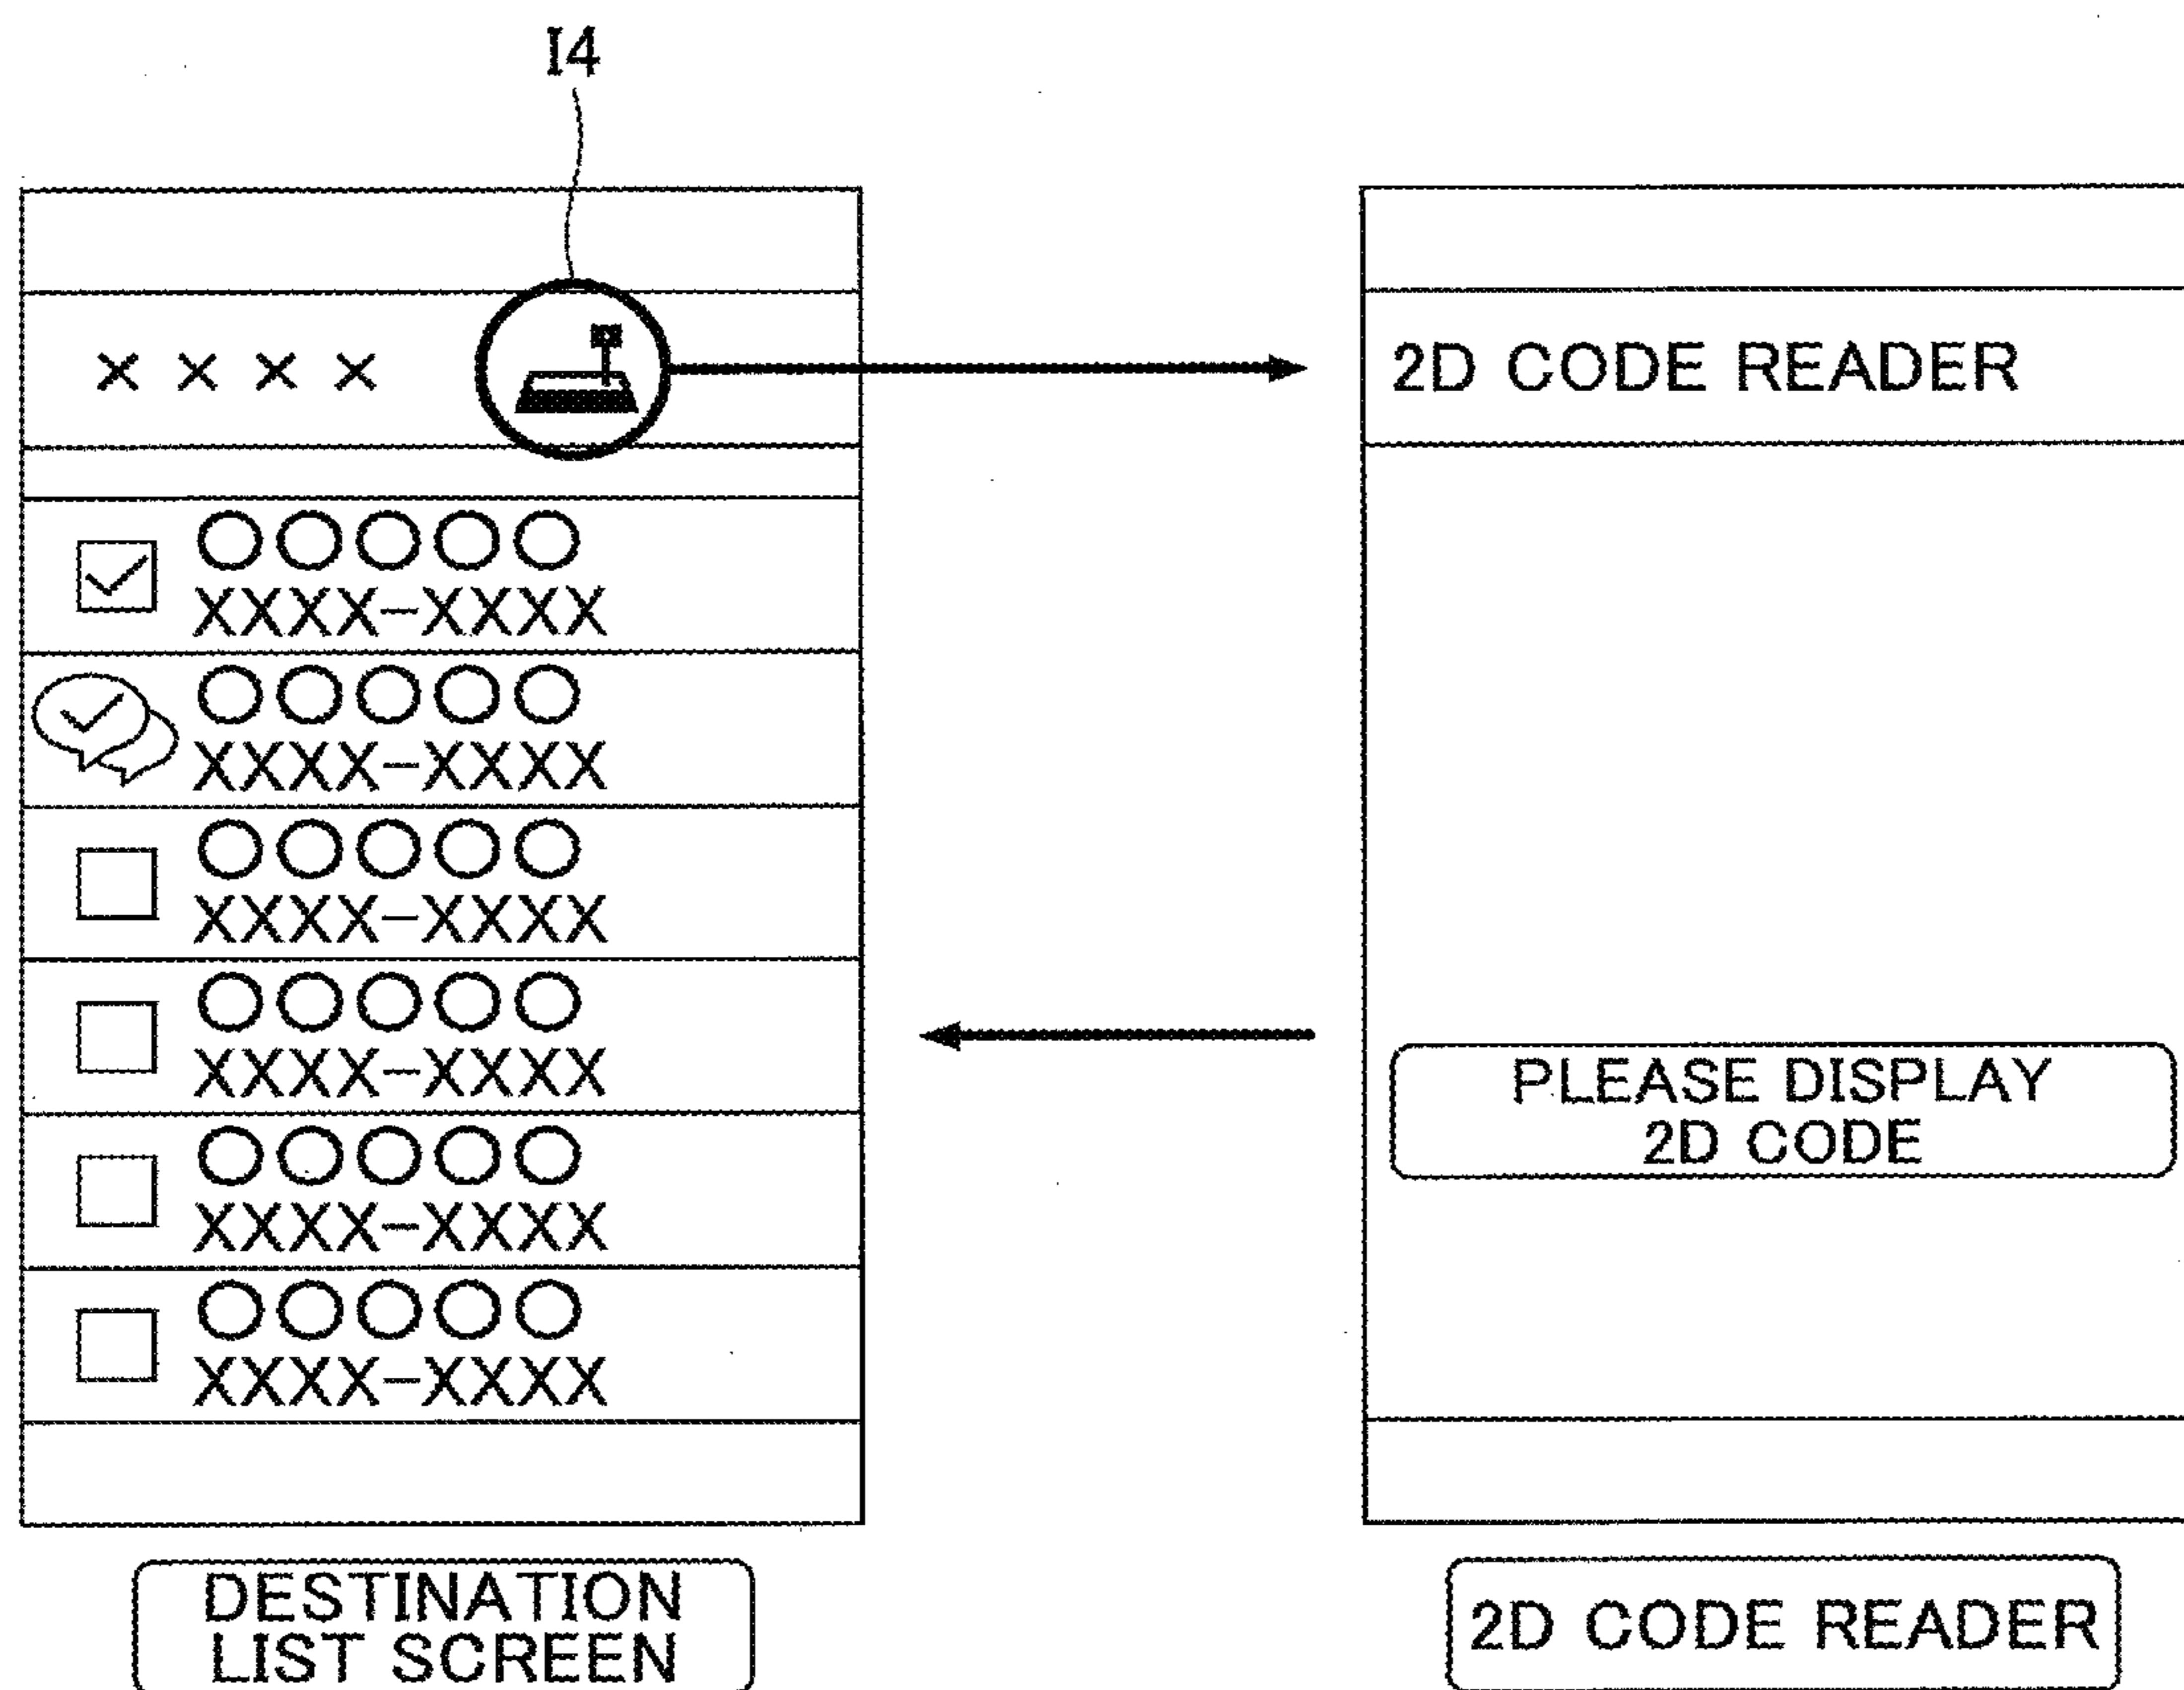 I4
× × × ×
○○○○○
XXXX-XXXX
○○○○○
XXXX-XXXX
○○○○○
XXXX-XXXX
○○○○○
XXXX-XXXX
○○○○○
XXXX-XXXX
○○○○○
XXXX-XXXX
DESTINATION
LIST SCREEN
2D CODE READER
PLEASE DISPLAY
2D CODE
2D CODE READER